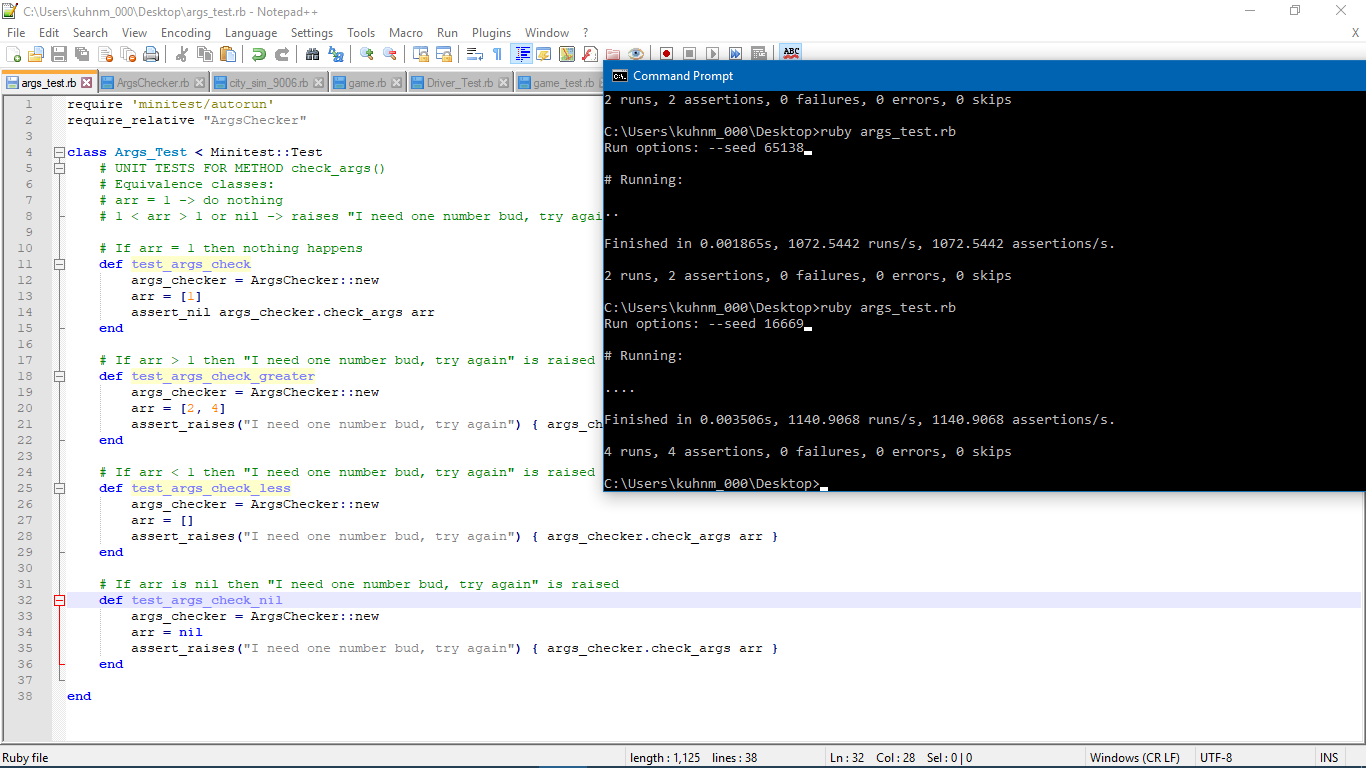 C:\Users\kuhnm_000\Desktop\args_test.rb - Notepad++
File Edit Search View Encoding Language Settings Tools Macro Run Plugins Window ? X
ABC
args_test.rb ArgsChecker.rb city_sim_9006.rb game.rb Driver_Test.rb game_test.rb
1 require 'minitest/autorun'
2 require_relative "ArgsChecker"
3
4 class Args_Test < Minitest::Test
5 # UNIT TESTS FOR METHOD check_args()
6 # Equivalence classes:
7 # arr = 1 -> do nothing
8 # 1 < arr > 1 or nil -> raises "I need one number bud, try agai
9
10 # If arr = 1 then nothing happens
11 def test_args_check
12 args_checker = ArgsChecker::new
13 arr = [1]
14 assert_nil args_checker.check_args arr
15 end
16
17 # If arr > 1 then "I need one number bud, try again" is raised
18 def test_args_check_greater
19 args_checker = ArgsChecker::new
20 arr = [2, 4]
21 assert_raises("I need one number bud, try again") { args_ch
22 end
23
24 # If arr < 1 then "I need one number bud, try again" is raised
25 def test_args_check_less
26 args_checker = ArgsChecker::new
27 arr = []
28 assert_raises("I need one number bud, try again") { args_checker.check_args arr }
29 end
30
31 # If arr is nil then "I need one number bud, try again" is raised
32 def test_args_check_nil
33 args_checker = ArgsChecker::new
34 arr = nil
35 assert_raises("I need one number bud, try again") { args_checker.check_args arr }
36 end
37
38 end
Command Prompt
2 runs, 2 assertions, 0 failures, 0 errors, 0 skips
C:\Users\kuhnm_000\Desktop>ruby args_test.rb
Run options: --seed 65138
# Running:
..
Finished in 0.001865s, 1072.5442 runs/s, 1072.5442 assertions/s.
2 runs, 2 assertions, 0 failures, 0 errors, 0 skips
C:\Users\kuhnm_000\Desktop>ruby args_test.rb
Run options: --seed 16669
# Running:
....
Finished in 0.003506s, 1140.9068 runs/s, 1140.9068 assertions/s.
4 runs, 4 assertions, 0 failures, 0 errors, 0 skips
C:\Users\kuhnm_000\Desktop>
Ruby file length : 1,125 lines : 38 Ln : 32 Col : 28 Sel : 0 | 0 Windows (CR LF) UTF-8 INS